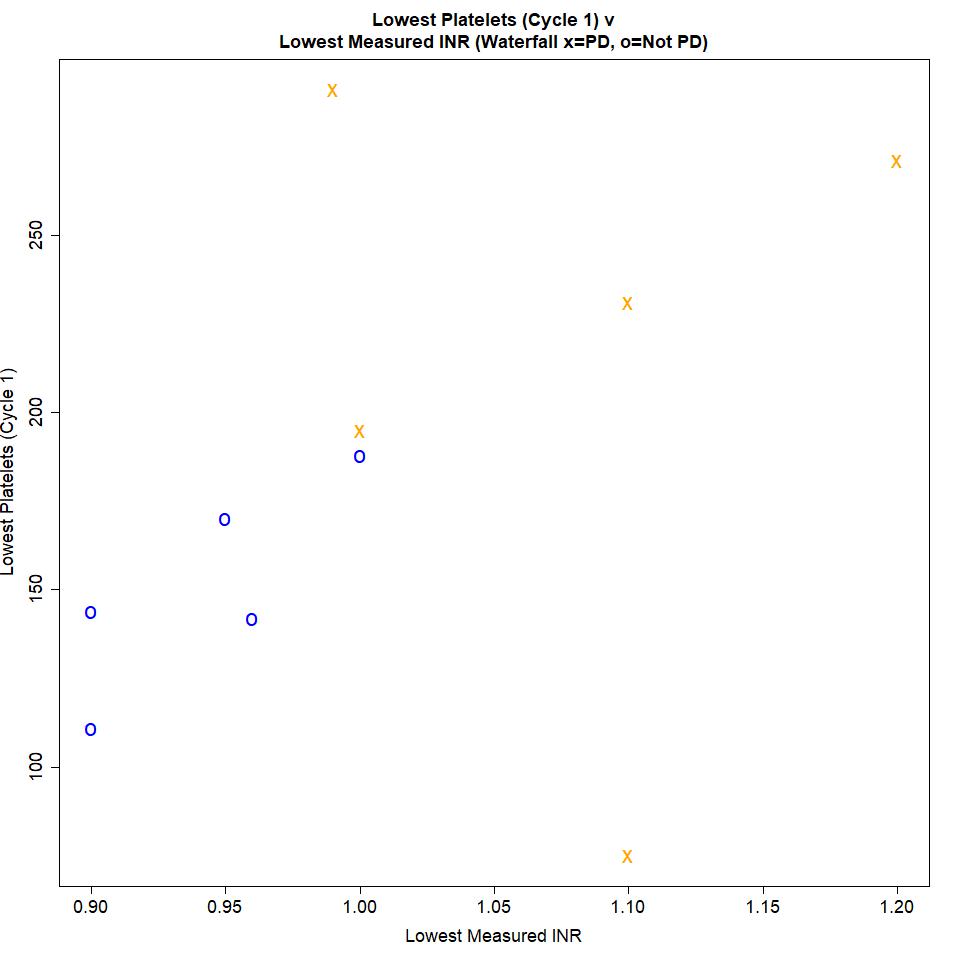 Lowest Platelets (Cycle 1) v
Lowest Measured INR (Waterfall x=PD, o=Not PD)
Lowest Platelets (Cycle 1)
250
200
150
100
X
X
X
X
O
O
O
O
O
X
0.90 0.95 1.00 1.05 1.10 1.15 1.20
Lowest Measured INR